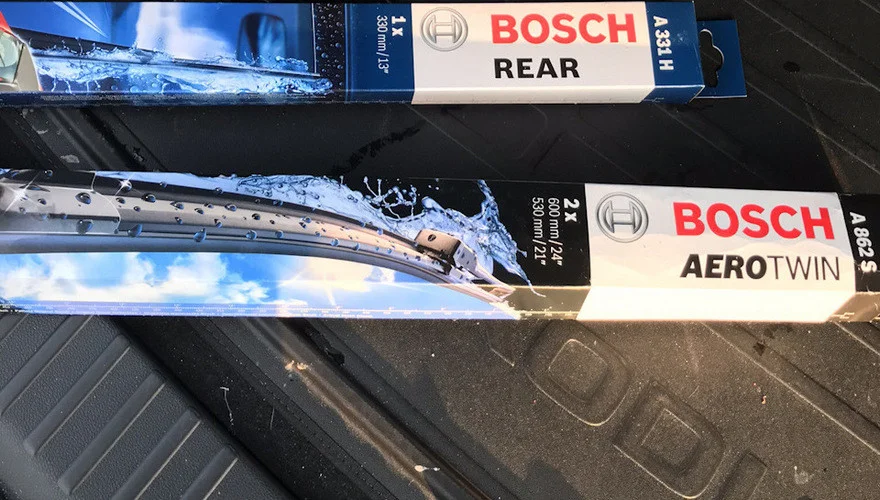 1 x
330 mm/13"
BOSCH
REAR
A 331 H
2 x
600 mm/24"
530 mm/21"
BOSCH
AEROTWIN
A 862 S